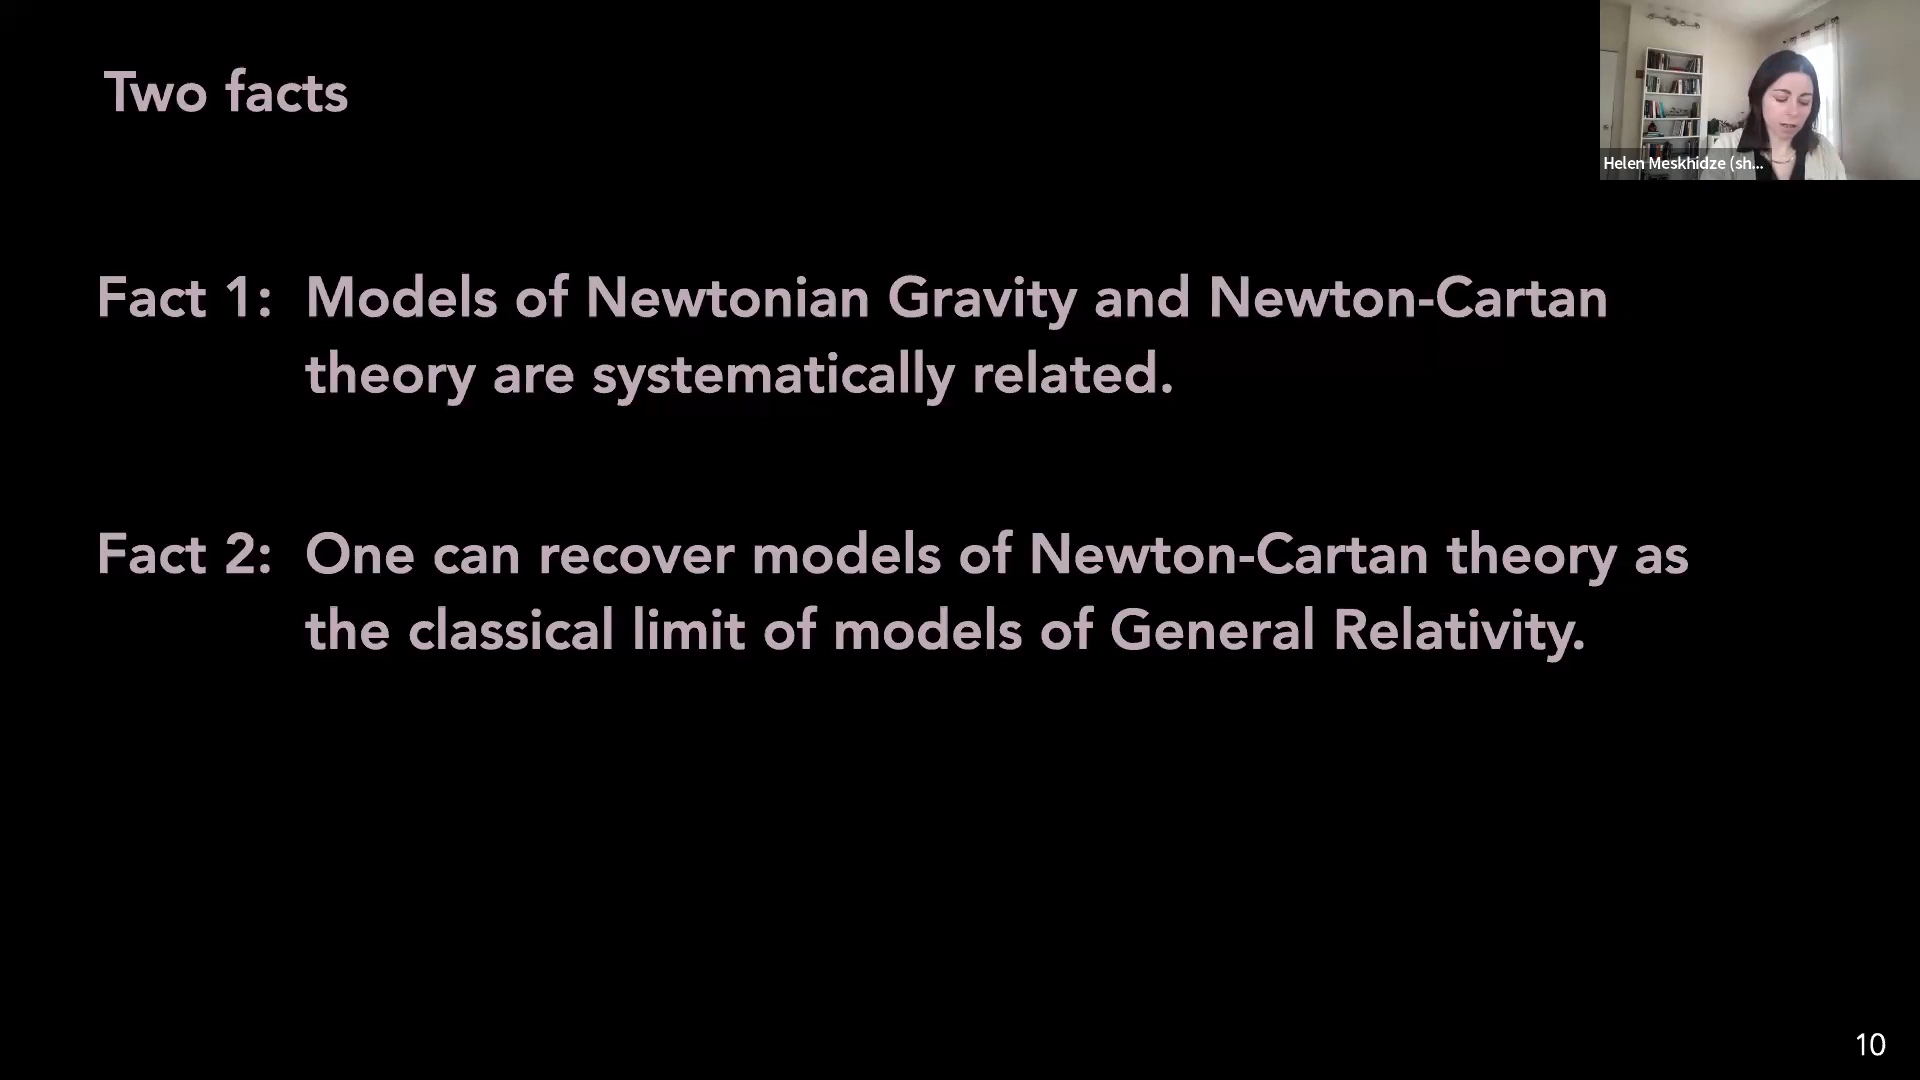 Two facts
Helen Meskhidze (sh...
Fact 1: Models of Newtonian Gravity and Newton-Cartan
theory are systematically related.
Fact 2: One can recover models of Newton-Cartan theory as
the classical limit of models of General Relativity.
10